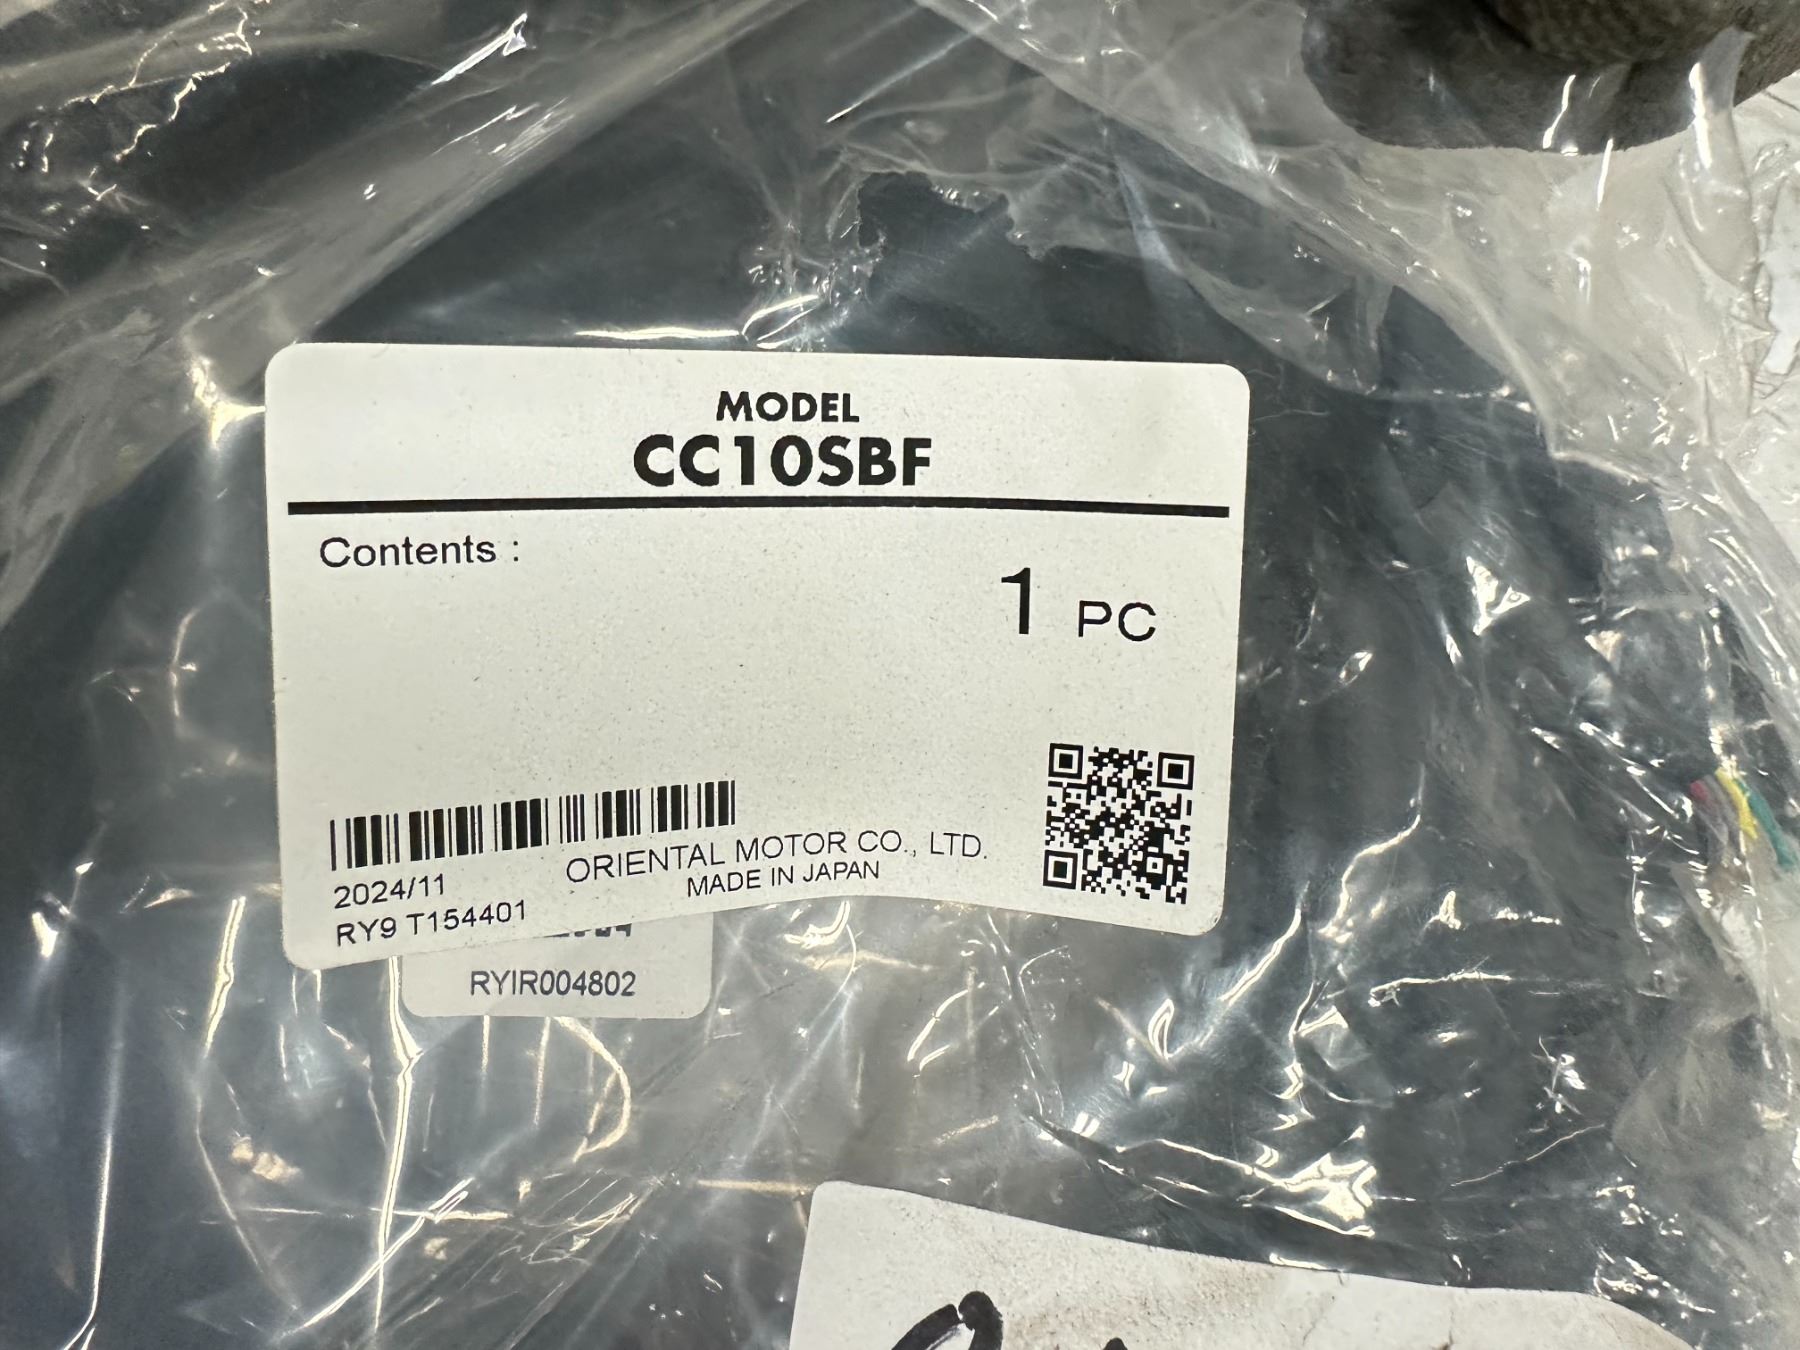 MODEL
CC10SBF
Contents :
1 PC
ORIENTAL MOTOR CO., LTD.
MADE IN JAPAN
2024/11
RY9 T154401
RYIR004802